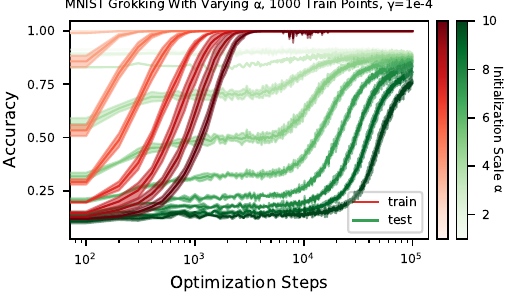 MNIST Grokking With Varying α, 1000 Train Points, γ=1e-4
1.00
0.75
0.50
0.25
Accuracy
10²
10³
10⁴
10⁵
Optimization Steps
train
test
10
8
6
4
2
Initialization Scale α